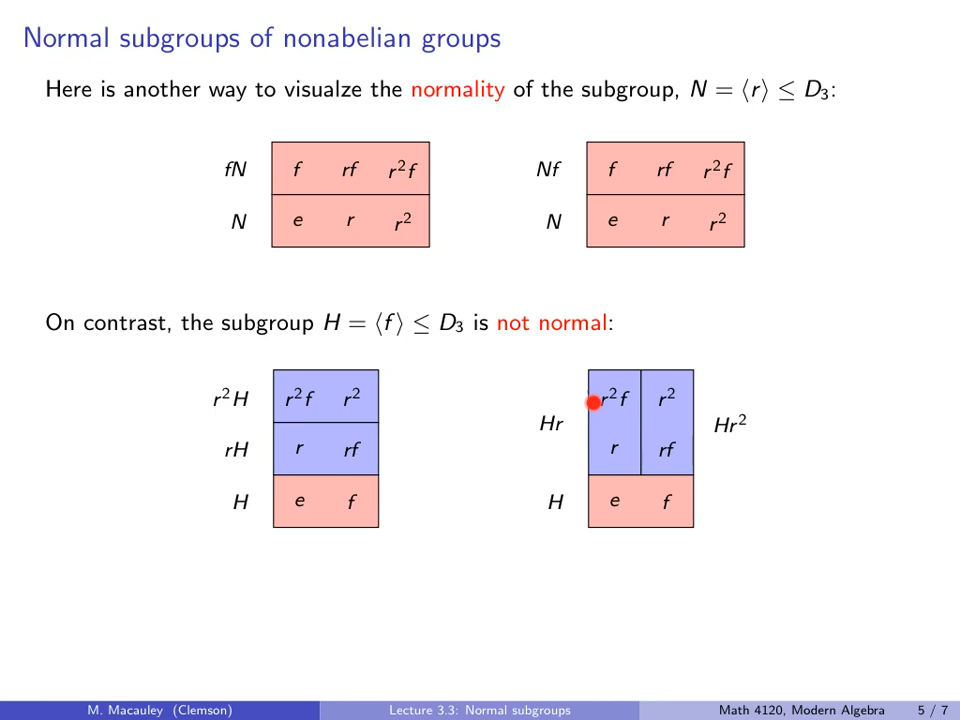 Normal subgroups of nonabelian groups
Here is another way to visualze the normality of the subgroup, N = ⟨r⟩ ≤ D₃:
fN f rf r²f
N e r r²
Nf f rf r²f
N e r r²
On contrast, the subgroup H = ⟨f⟩ ≤ D₃ is not normal:
r²H r²f r²
rH r rf
H e f
r²f r²
Hr Hr²
r rf
H e f
M. Macauley (Clemson) Lecture 3.3: Normal subgroups Math 4120, Modern Algebra 5 / 7